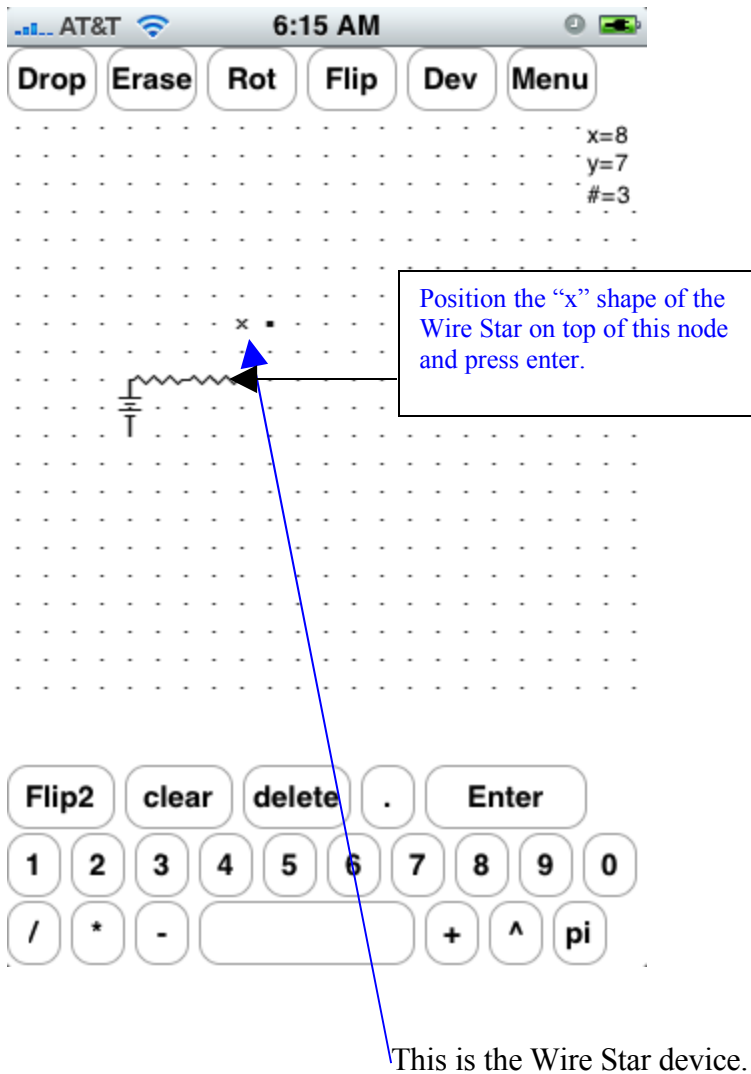 AT&T 6:15 AM
Drop Erase Rot Flip Dev Menu
x=8
y=7
#=3
Position the “x” shape of the
Wire Star on top of this node
and press enter.
Flip2 clear delete . Enter
1 2 3 4 5 6 7 8 9 0
/ * - + ^ pi
This is the Wire Star device.